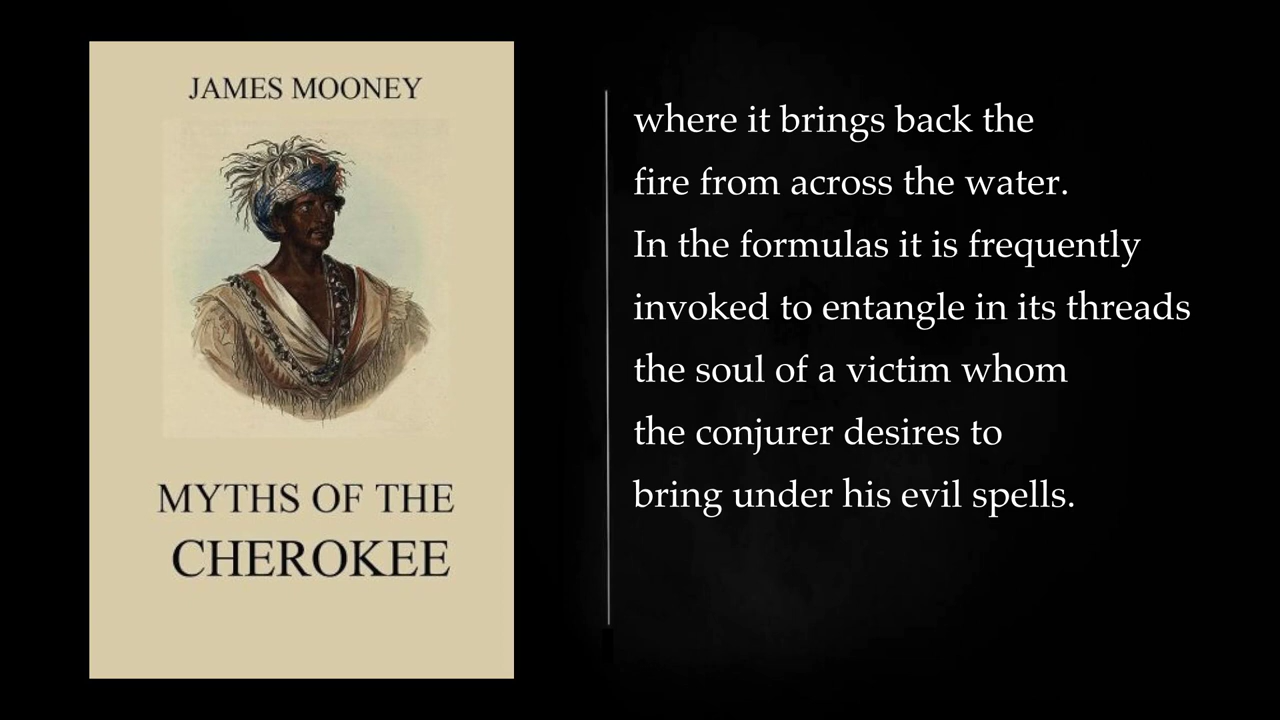 JAMES MOONEY
MYTHS OF THE
CHEROKEE
where it brings back the
fire from across the water.
In the formulas it is frequently
invoked to entangle in its threads
the soul of a victim whom
the conjurer desires to
bring under his evil spells.